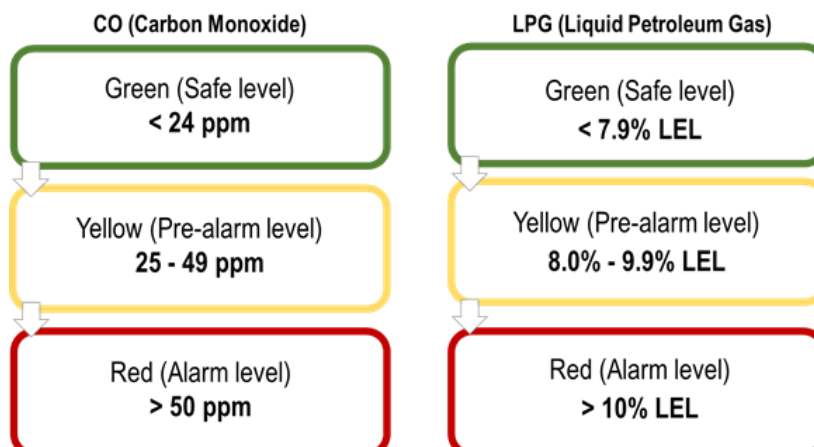 CO (Carbon Monoxide)
Green (Safe level)
< 24 ppm
Yellow (Pre-alarm level)
25 - 49 ppm
Red (Alarm level)
> 50 ppm
LPG (Liquid Petroleum Gas)
Green (Safe level)
< 7.9% LEL
Yellow (Pre-alarm level)
8.0% - 9.9% LEL
Red (Alarm level)
> 10% LEL